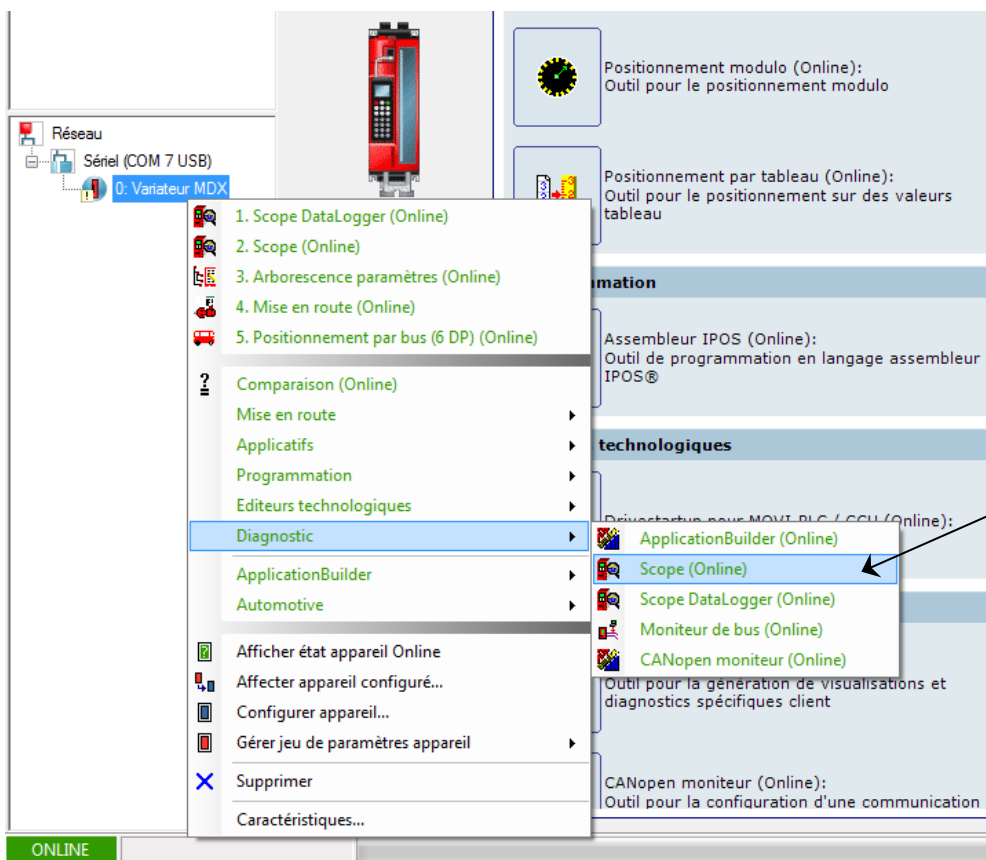 Réseau
Sériel (COM 7 USB)
0: Variateur MDX
1. Scope DataLogger (Online)
2. Scope (Online)
3. Arborescence paramètres (Online)
4. Mise en route (Online)
5. Positionnement par bus (6 DP) (Online)
Comparaison (Online)
Mise en route
Applicatifs
Programmation
Editeurs technologiques
Diagnostic
ApplicationBuilder
Automotive
Afficher état appareil Online
Affecter appareil configuré...
Configurer appareil...
Gérer jeu de paramètres appareil
Supprimer
Caractéristiques...
ApplicationBuilder (Online)
Scope (Online)
Scope DataLogger (Online)
Moniteur de bus (Online)
CANopen moniteur (Online)
Positionnement modulo (Online):
Outil pour le positionnement modulo
Positionnement par tableau (Online):
Outil pour le positionnement sur des valeurs
tableau
mation
Assembleur IPOS (Online):
Outil de programmation en langage assembleur
IPOS®
technologiques
Drivestartup pour MOVI-PLC / CCU (Online):
Outil pour la génération de visualisations et
diagnostics spécifiques client
CANopen moniteur (Online):
Outil pour la configuration d'une communication
ONLINE